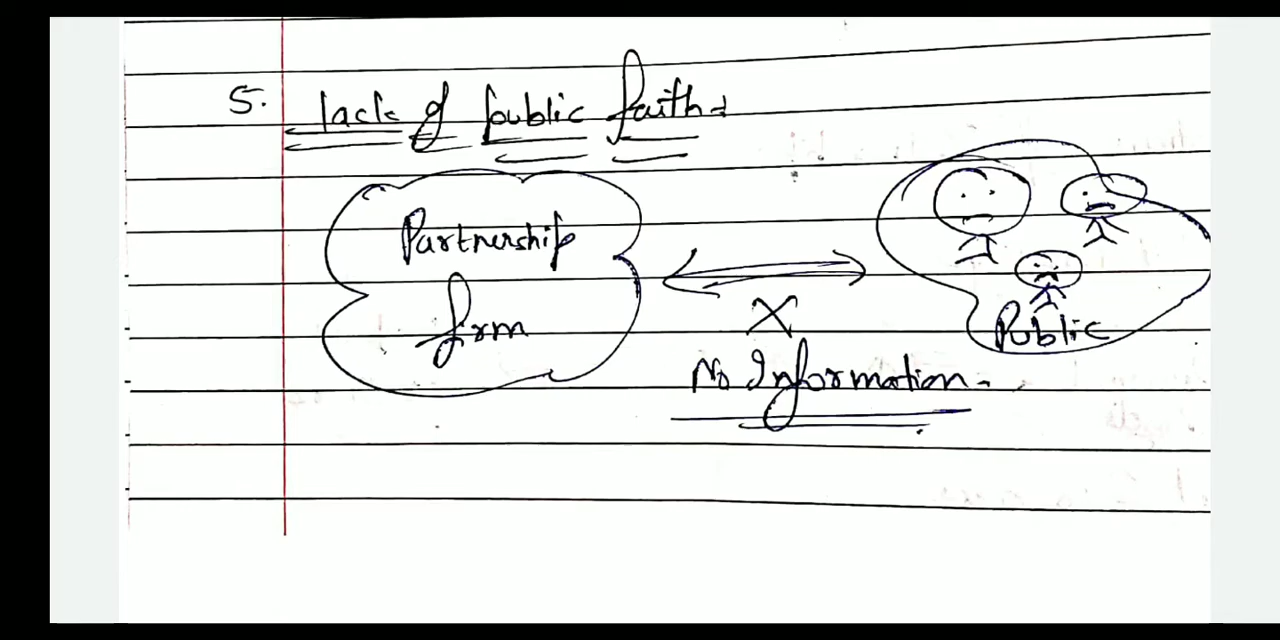 5. lack of public faith
Partnership
firm
X
No Information.
Public